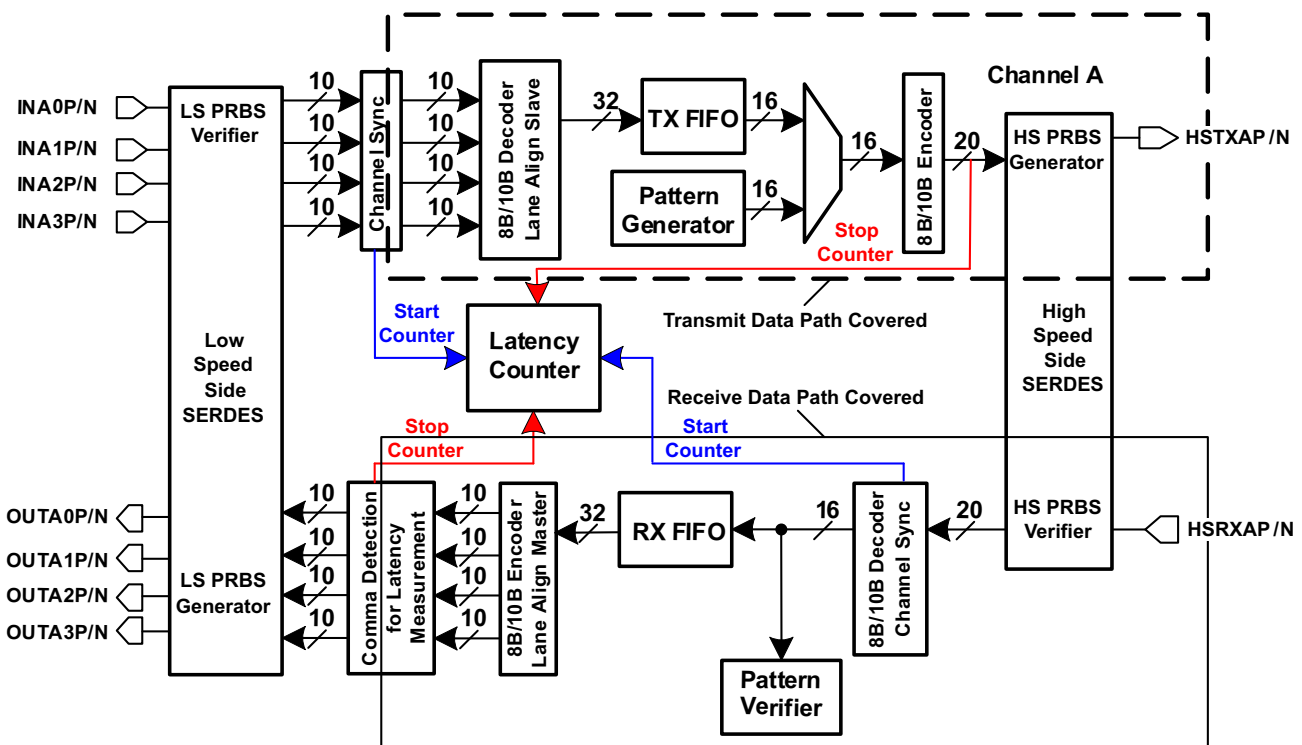 INA0P/N
INA1P/N
INA2P/N
INA3P/N
LS PRBS
Verifier
Low
Speed
Side
SERDES
LS PRBS
Generator
10
10
10
10
Channel Sync
10
10
10
10
8B/10B Decoder
Lane Align Slave
32
TX FIFO
16
Pattern
Generator
16
16
8 B/10B Encoder
20
Channel A
HS PRBS
Generator
HSTXAP/N
Stop
Counter
Start
Counter
Latency
Counter
Transmit Data Path Covered
High
Speed
Side
SERDES
Receive Data Path Covered
Stop
Counter
Start
Counter
OUTA0P/N
OUTA1P/N
OUTA2P/N
OUTA3P/N
10
10
10
10
Comma Detection
for Latency
Measurement
10
10
10
10
8B/10B Encoder
Lane Align Master
32
RX FIFO
16
8B/10B Decoder
Channel Sync
20
HS PRBS
Verifier
HSRXAP/N
Pattern
Verifier